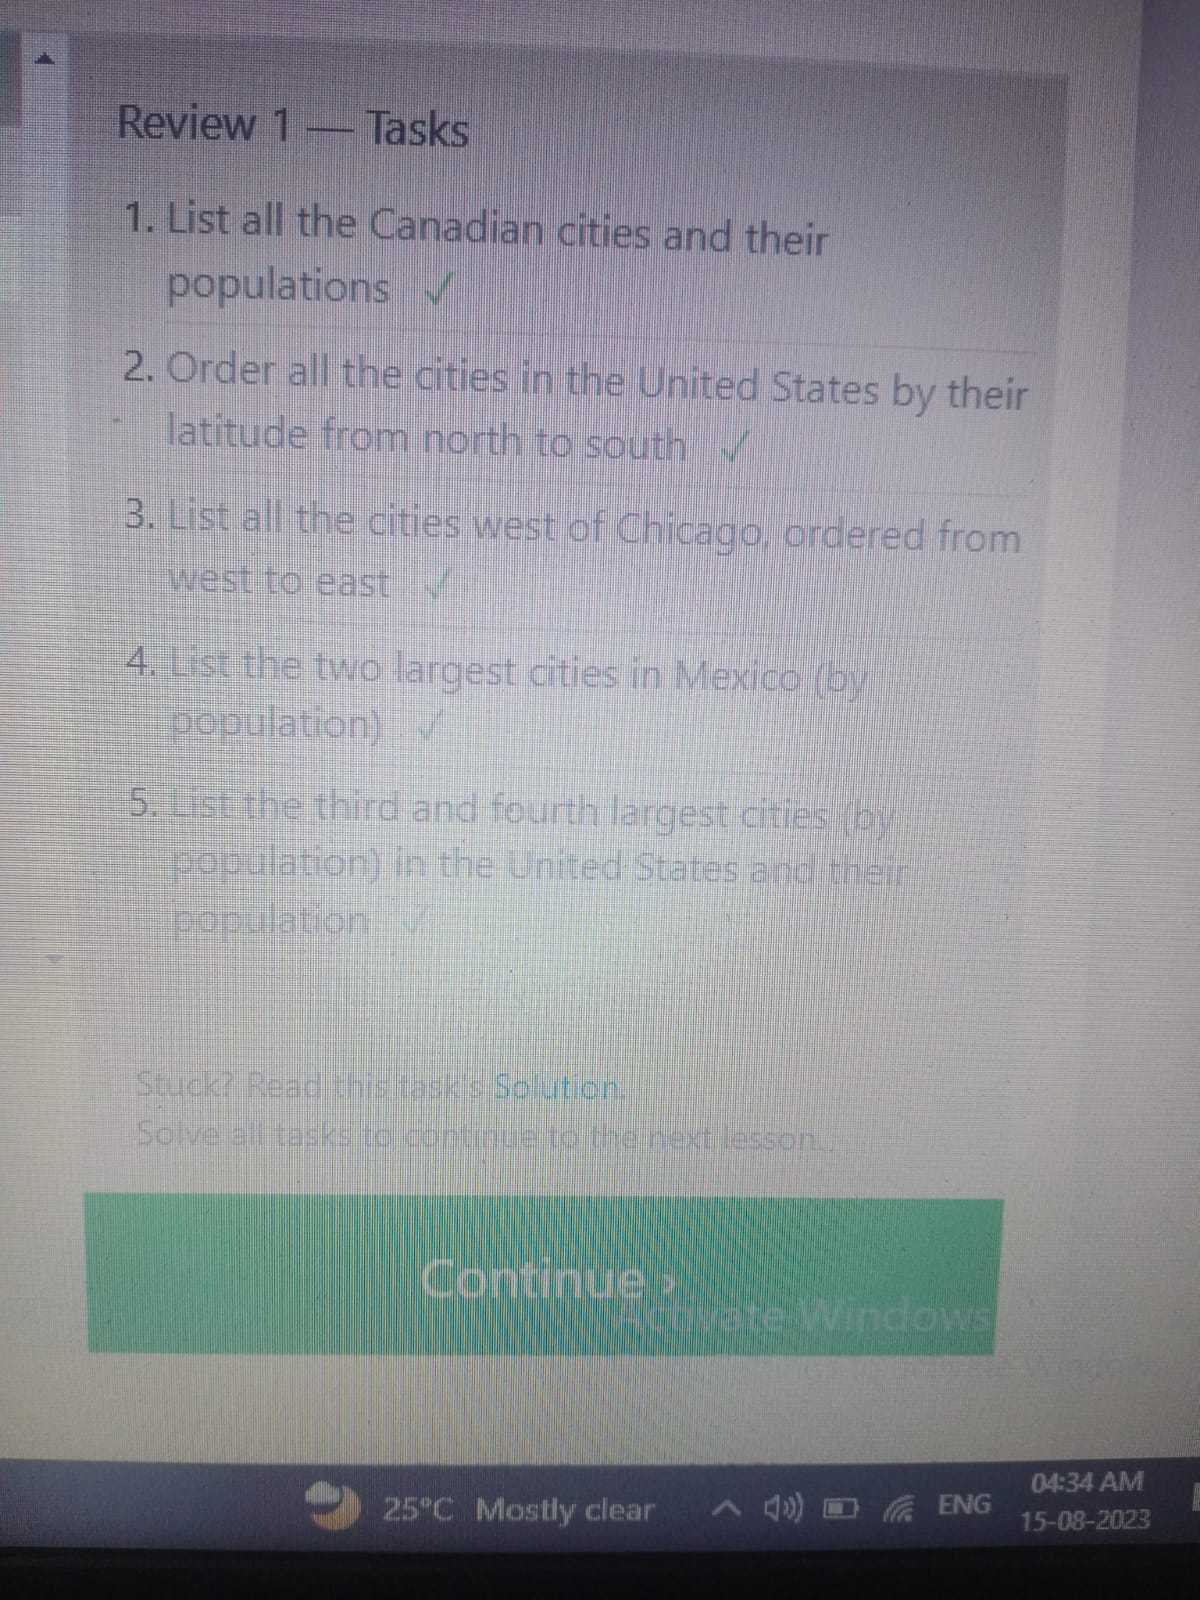 Review 1 — Tasks
1. List all the Canadian cities and their
populations ✓
2. Order all the cities in the United States by their
latitude from north to south ✓
3. List all the cities west of Chicago, ordered from
west to east ✓
4. List the two largest cities in Mexico (by
population) ✓
5. List the third and fourth largest cities (by
population) in the United States and their
population ✓
Stuck? Read this task's Solution.
Solve all tasks to continue to the next lesson.
Continue ›
Activate Windows
25°C Mostly clear
ENG
04:34 AM
15-08-2023